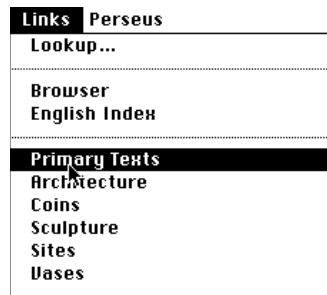 Links Perseus
Lookup...
Browser
English Index
Primary Texts
Architecture
Coins
Sculpture
Sites
Vases